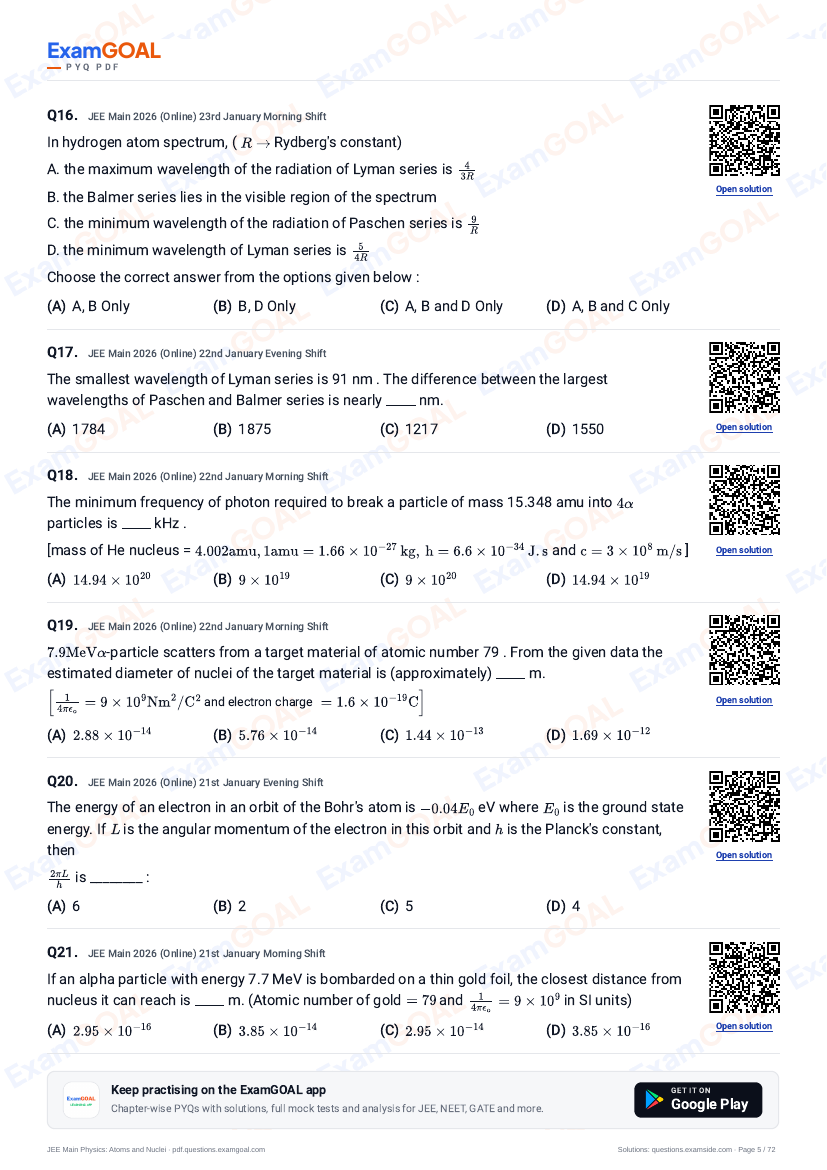 ExamGOAL
PYQ PDF
Q16. JEE Main 2026 (Online) 23rd January Morning Shift
In hydrogen atom spectrum, ( R → Rydberg's constant)
A. the maximum wavelength of the radiation of Lyman series is 4/3R
B. the Balmer series lies in the visible region of the spectrum
C. the minimum wavelength of the radiation of Paschen series is 9/R
D. the minimum wavelength of Lyman series is 5/4R
Choose the correct answer from the options given below :
(A) A, B Only (B) B, D Only (C) A, B and D Only (D) A, B and C Only
Open solution
Q17. JEE Main 2026 (Online) 22nd January Evening Shift
The smallest wavelength of Lyman series is 91 nm . The difference between the largest
wavelengths of Paschen and Balmer series is nearly ____ nm.
(A) 1784 (B) 1875 (C) 1217 (D) 1550
Open solution
Q18. JEE Main 2026 (Online) 22nd January Morning Shift
The minimum frequency of photon required to break a particle of mass 15.348 amu into 4α
particles is ____ kHz .
[mass of He nucleus = 4.002amu, 1amu = 1.66 × 10⁻²⁷ kg, h = 6.6 × 10⁻³⁴ J.s and c = 3 × 10⁸ m/s ]
(A) 14.94 × 10²⁰ (B) 9 × 10¹⁹ (C) 9 × 10²⁰ (D) 14.94 × 10¹⁹
Open solution
Q19. JEE Main 2026 (Online) 22nd January Morning Shift
7.9MeVα-particle scatters from a target material of atomic number 79 . From the given data the
estimated diameter of nuclei of the target material is (approximately) ____ m.
[1/4πϵₒ = 9 × 10⁹Nm²/C² and electron charge = 1.6 × 10⁻¹⁹C]
(A) 2.88 × 10⁻¹⁴ (B) 5.76 × 10⁻¹⁴ (C) 1.44 × 10⁻¹³ (D) 1.69 × 10⁻¹²
Open solution
Q20. JEE Main 2026 (Online) 21st January Evening Shift
The energy of an electron in an orbit of the Bohr's atom is −0.04E₀ eV where E₀ is the ground state
energy. If L is the angular momentum of the electron in this orbit and h is the Planck's constant,
then
2πL/h is ________ :
(A) 6 (B) 2 (C) 5 (D) 4
Open solution
Q21. JEE Main 2026 (Online) 21st January Morning Shift
If an alpha particle with energy 7.7 MeV is bombarded on a thin gold foil, the closest distance from
nucleus it can reach is ____ m. (Atomic number of gold = 79 and 1/4πϵₒ = 9 × 10⁹ in SI units)
(A) 2.95 × 10⁻¹⁶ (B) 3.85 × 10⁻¹⁴ (C) 2.95 × 10⁻¹⁴ (D) 3.85 × 10⁻¹⁶
Open solution
ExamGOAL
Keep practising on the ExamGOAL app
Chapter-wise PYQs with solutions, full mock tests and analysis for JEE, NEET, GATE and more.
GET IT ON
Google Play
JEE Main Physics: Atoms and Nuclei · pdf.questions.examgoal.com
Solutions: questions.examside.com · Page 5 / 72